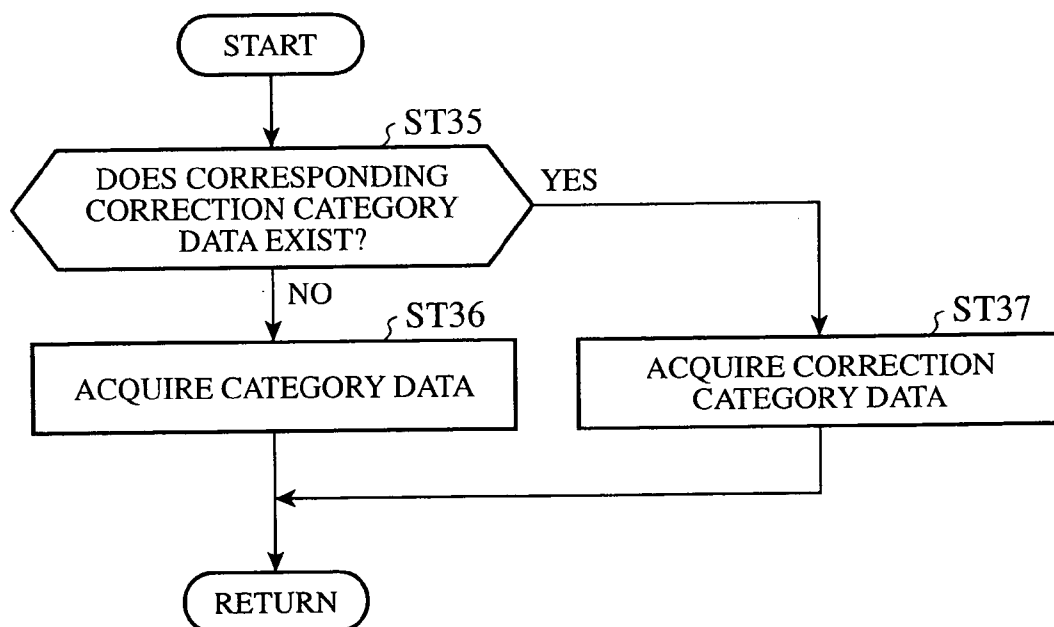 START
ST35
DOES CORRESPONDING
CORRECTION CATEGORY
DATA EXIST?
YES
NO
ST36
ACQUIRE CATEGORY DATA
ST37
ACQUIRE CORRECTION
CATEGORY DATA
RETURN